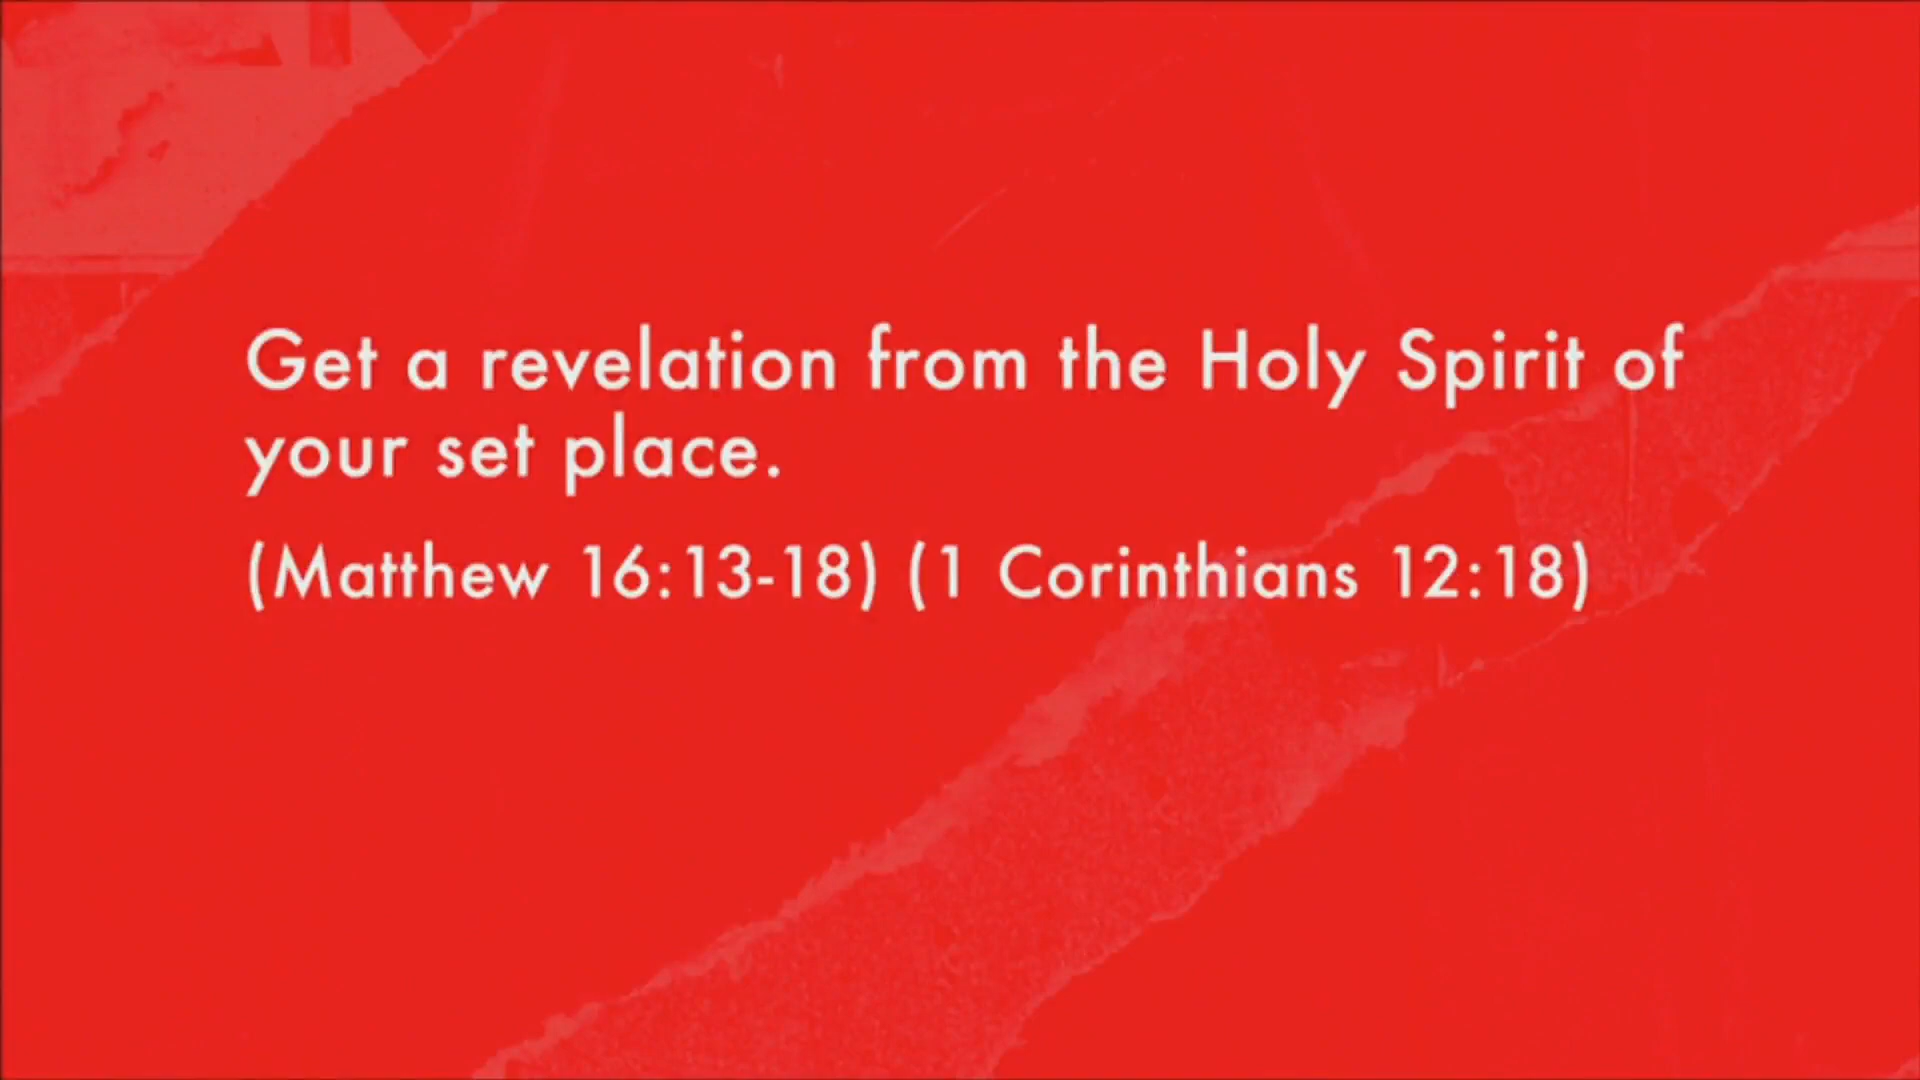 Get a revelation from the Holy Spirit of
your set place.
(Matthew 16:13-18) (1 Corinthians 12:18)